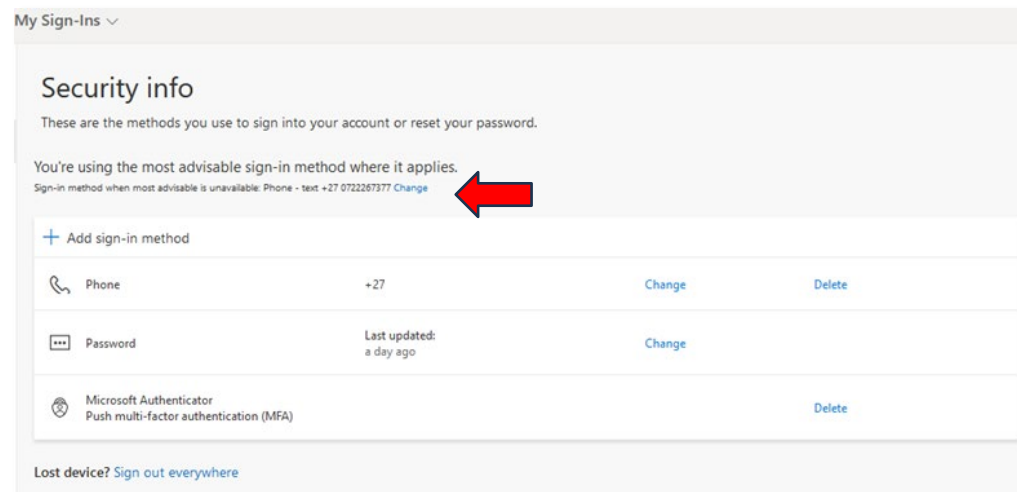 My Sign-Ins
Security info
These are the methods you use to sign into your account or reset your password.
You're using the most advisable sign-in method where it applies.
Sign-in method when most advisable is unavailable: Phone - text +27 0722267377 Change
+ Add sign-in method
Phone +27 Change Delete
Password Last updated: Change
a day ago
Microsoft Authenticator Delete
Push multi-factor authentication (MFA)
Lost device? Sign out everywhere